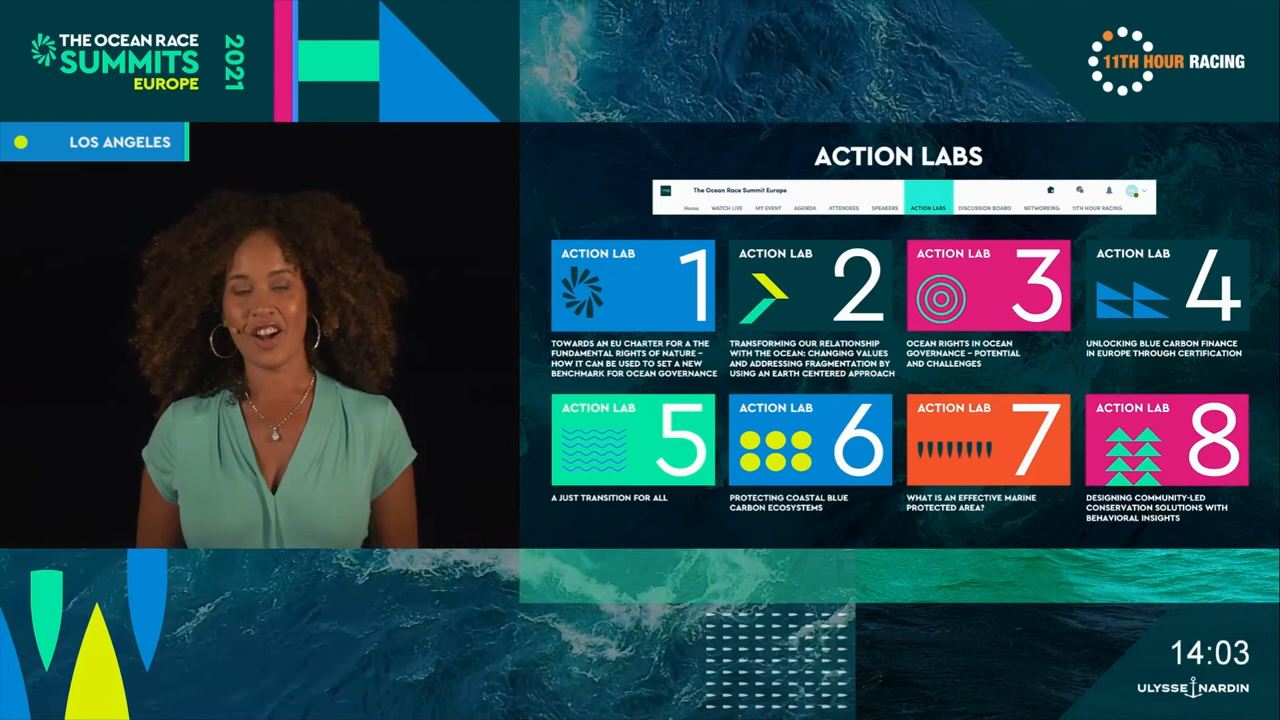 THE OCEAN RACE
SUMMITS
EUROPE
2021
11TH HOUR RACING
LOS ANGELES
ACTION LABS
The Ocean Race Summit Europe
Home WATCH LIVE MY EVENT AGENDA ATTENDEES SPEAKERS ACTION LABS DISCUSSION BOARD NETWORKING 11TH HOUR RACING
ACTION LAB 1
TOWARDS AN EU CHARTER FOR A THE
FUNDAMENTAL RIGHTS OF NATURE –
HOW IT CAN BE USED TO SET A NEW
BENCHMARK FOR OCEAN GOVERNANCE
ACTION LAB 2
TRANSFORMING OUR RELATIONSHIP
WITH THE OCEAN: CHANGING VALUES
AND ADDRESSING FRAGMENTATION BY
USING AN EARTH CENTERED APPROACH
ACTION LAB 3
OCEAN RIGHTS IN OCEAN
GOVERNANCE – POTENTIAL
AND CHALLENGES
ACTION LAB 4
UNLOCKING BLUE CARBON FINANCE
IN EUROPE THROUGH CERTIFICATION
ACTION LAB 5
A JUST TRANSITION FOR ALL
ACTION LAB 6
PROTECTING COASTAL BLUE
CARBON ECOSYSTEMS
ACTION LAB 7
WHAT IS AN EFFECTIVE MARINE
PROTECTED AREA?
ACTION LAB 8
DESIGNING COMMUNITY-LED
CONSERVATION SOLUTIONS WITH
BEHAVIORAL INSIGHTS
14:03
ULYSSE NARDIN